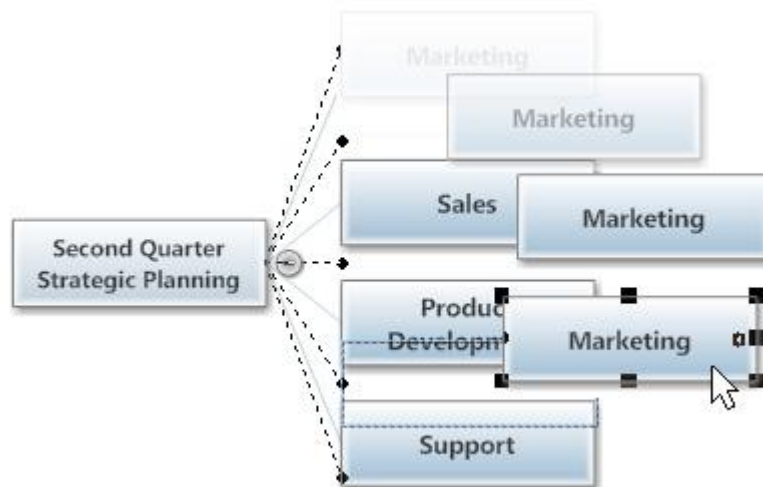 Marketing
Marketing
Sales
Marketing
Second Quarter
Strategic Planning
Marketing
Support